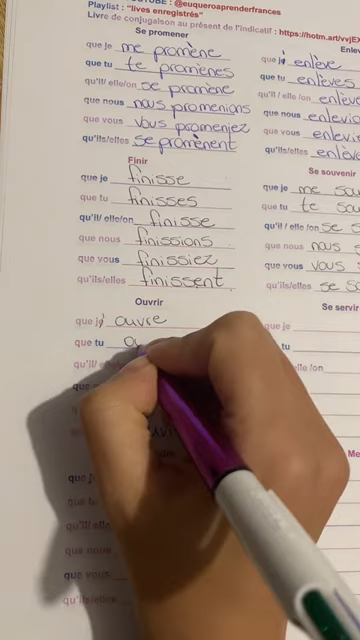 @euqueroaprenderfrances
Playlist: "lives enregistrés"
Livre de conjugaison au présent de l'indicatif : https://hotm.art/vvjEX
Se promener
que je me promène
que tu te promènes
qu'il/ elle/on se promène
que nous nous promenions
que vous vous promeniez
qu'ils/elles se promènent
Finir
que je finisse
que tu finisses
qu'il/ elle/on finisse
que nous finissions
que vous finissiez
qu'ils/elles finissent
Ouvrir
que j' ouvre
que tu
que j'
enlève
que tu enlèves
qu'il / elle /on
que nous
que vous
qu'ils/elles
Se souvenir
que je me
que tu te
qu'il / elle /on se
que nous nous
que vous vous
qu'ils/elles se
Se servir
que je
tu
elle /on
que tu
qu'il/ elle
que nous
que vous
qu'ils/elles